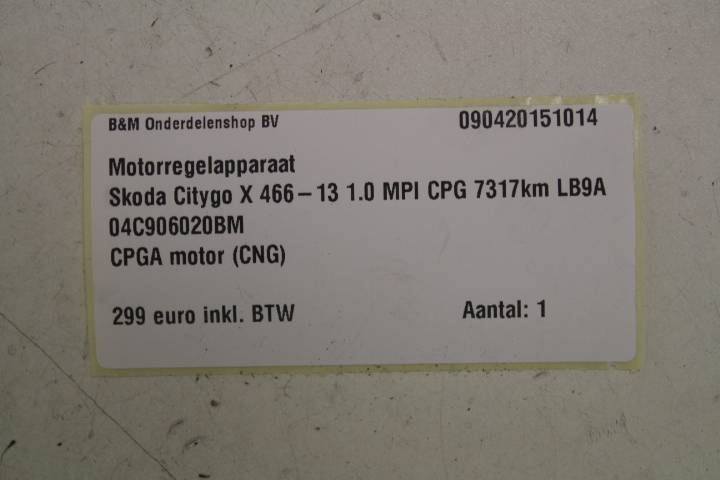 B&M Onderdelenshop BV 090420151014
Motorregelapparaat
Skoda Citygo X 466-13 1.0 MPI CPG 7317km LB9A
04C906020BM
CPGA motor (CNG)
299 euro inkl. BTW Aantal: 1